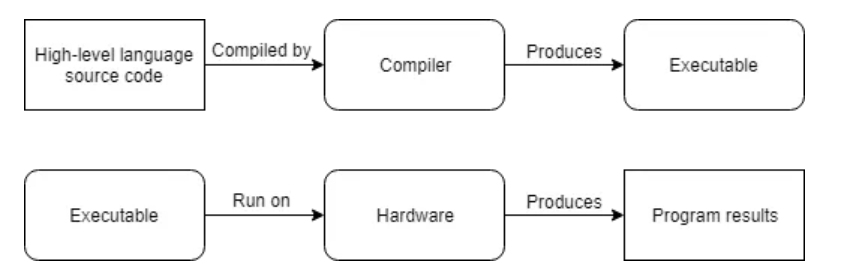 High-level language
source code
Compiled by
Compiler
Produces
Executable
Executable
Run on
Hardware
Produces
Program results